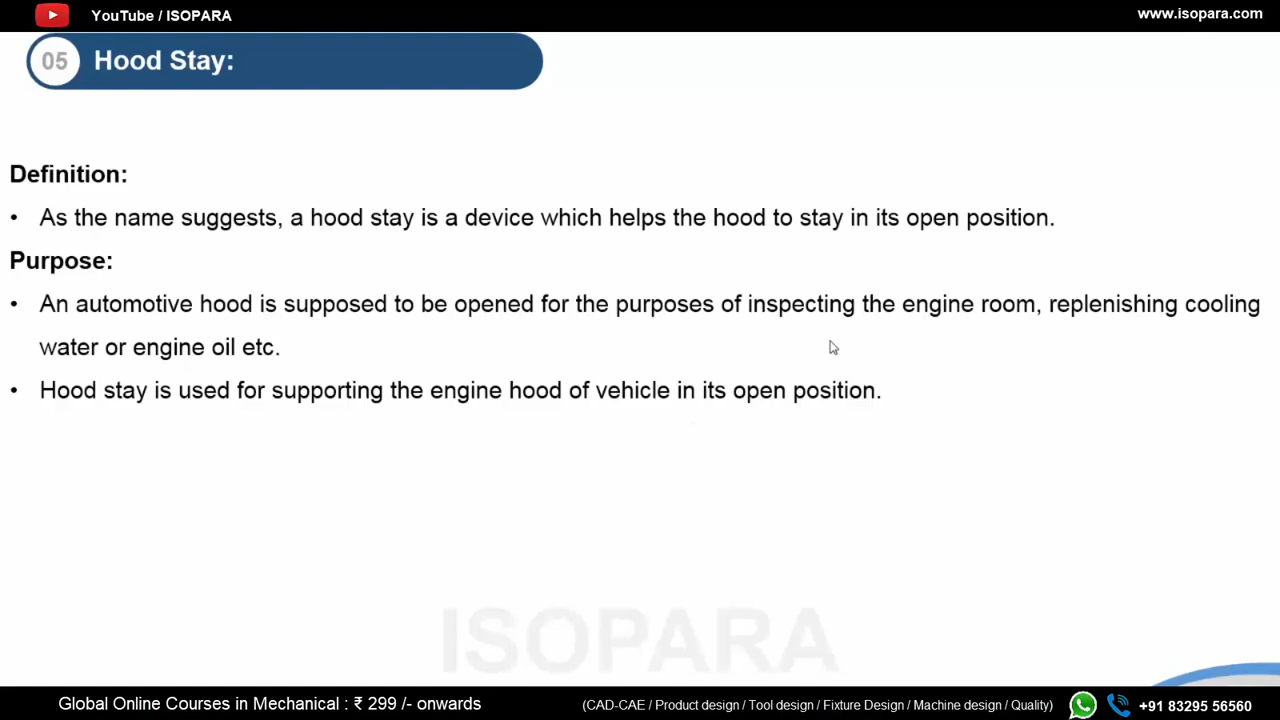 YouTube / ISOPARA
www.isopara.com
05 Hood Stay:
Definition:
• As the name suggests, a hood stay is a device which helps the hood to stay in its open position.
Purpose:
• An automotive hood is supposed to be opened for the purposes of inspecting the engine room, replenishing cooling
water or engine oil etc.
• Hood stay is used for supporting the engine hood of vehicle in its open position.
ISOPARA
Global Online Courses in Mechanical : ₹ 299 /- onwards (CAD-CAE / Product design / Tool design / Fixture Design / Machine design / Quality) +91 83295 56560